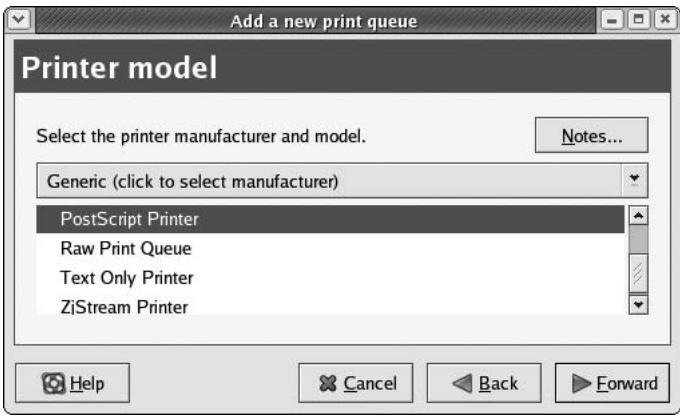 Add a new print queue
Printer model
Select the printer manufacturer and model.
Notes...
Generic (click to select manufacturer)
PostScript Printer
Raw Print Queue
Text Only Printer
ZjStream Printer
Help
Cancel
Back
Forward